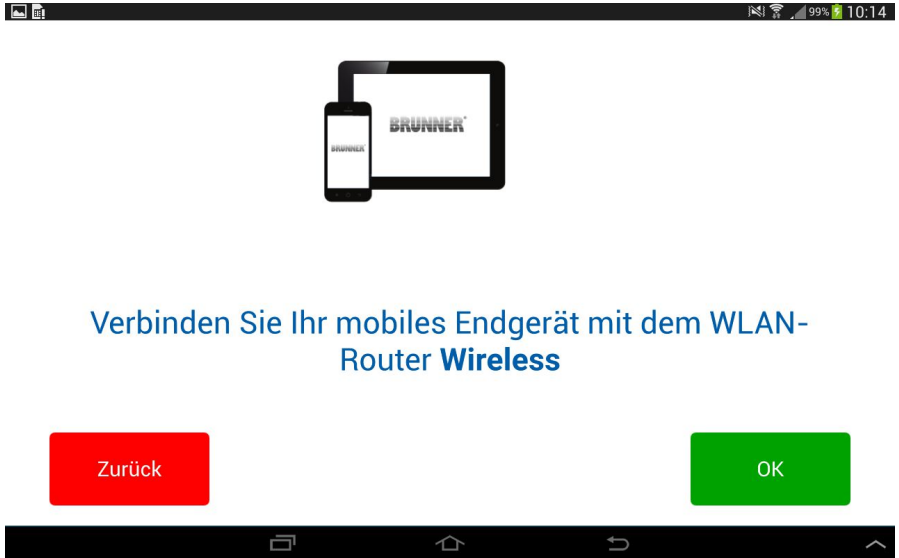 99% 10:14
BRUNNER
BRUNNER
Verbinden Sie Ihr mobiles Endgerät mit dem WLAN-
Router Wireless
Zurück
OK